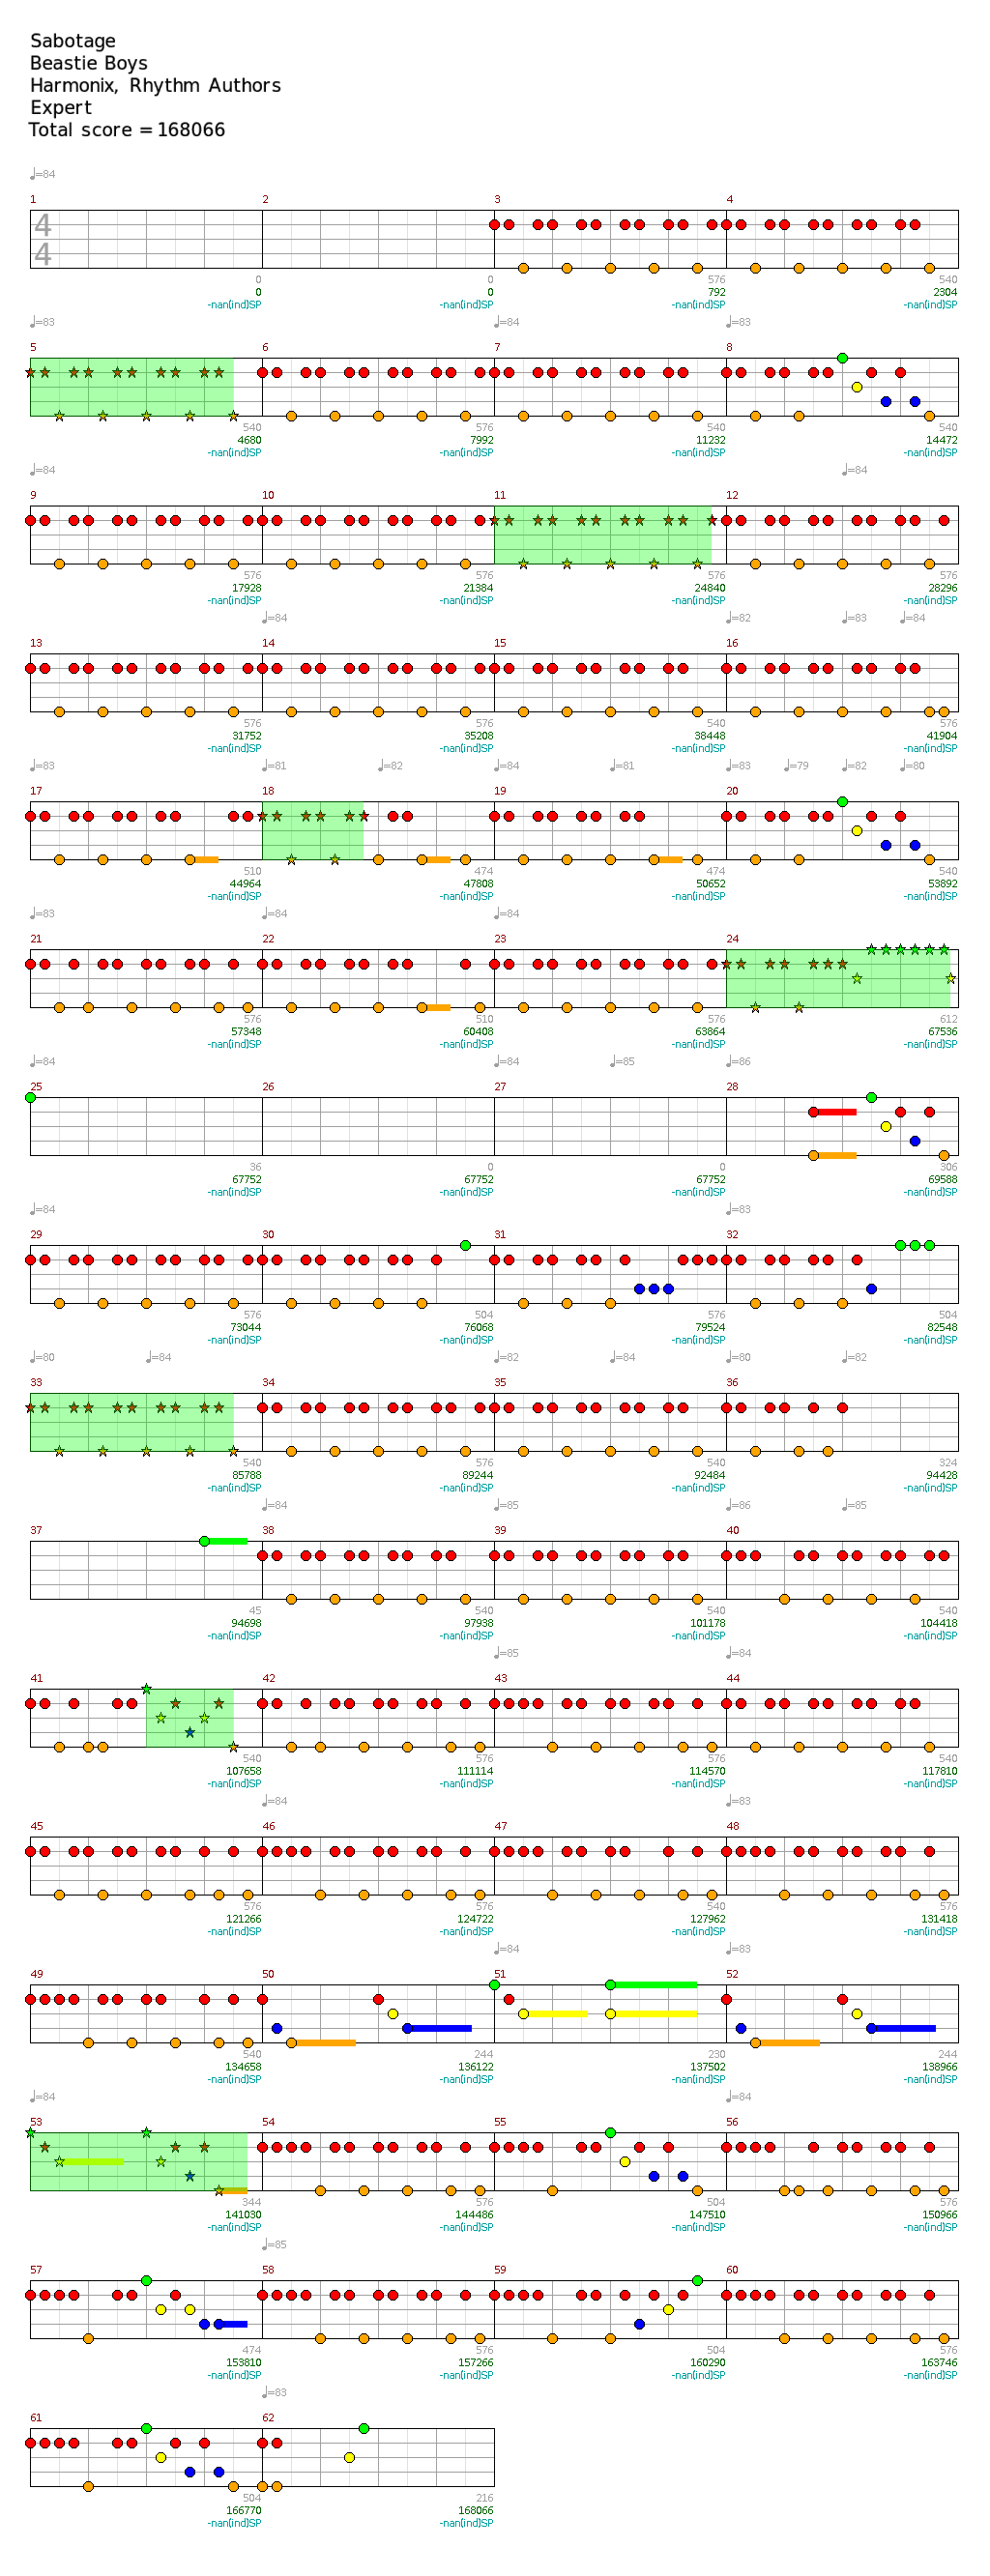 Sabotage
Beastie Boys
Harmonix, Rhythm Authors
Expert
Total score = 168066
♩=84
1 2 3 4
4
4
0 0 576 540
0 0 792 2304
-nan(ind)SP -nan(ind)SP -nan(ind)SP -nan(ind)SP
♩=83 ♩=84 ♩=83
5 6 7 8
540 576 540 540
4680 7992 11232 14472
-nan(ind)SP -nan(ind)SP -nan(ind)SP -nan(ind)SP
♩=84 ♩=84
9 10 11 12
576 576 576 576
17928 21384 24840 28296
-nan(ind)SP -nan(ind)SP -nan(ind)SP -nan(ind)SP
♩=84 ♩=82 ♩=83 ♩=84
13 14 15 16
576 576 540 576
31752 35208 38448 41904
-nan(ind)SP -nan(ind)SP -nan(ind)SP -nan(ind)SP
♩=83 ♩=81 ♩=82 ♩=84 ♩=81 ♩=83 ♩=79 ♩=82 ♩=80
17 18 19 20
510 474 474 540
44964 47808 50652 53892
-nan(ind)SP -nan(ind)SP -nan(ind)SP -nan(ind)SP
♩=83 ♩=84 ♩=84
21 22 23 24
576 510 576 612
57348 60408 63864 67536
-nan(ind)SP -nan(ind)SP -nan(ind)SP -nan(ind)SP
♩=84 ♩=84 ♩=85 ♩=86
25 26 27 28
36 0 0 306
67752 67752 67752 69588
-nan(ind)SP -nan(ind)SP -nan(ind)SP -nan(ind)SP
♩=84 ♩=83
29 30 31 32
576 504 576 504
73044 76068 79524 82548
-nan(ind)SP -nan(ind)SP -nan(ind)SP -nan(ind)SP
♩=80 ♩=84 ♩=82 ♩=84 ♩=80 ♩=82
33 34 35 36
540 576 540 324
85788 89244 92484 94428
-nan(ind)SP -nan(ind)SP -nan(ind)SP -nan(ind)SP
♩=84 ♩=85 ♩=86 ♩=85
37 38 39 40
45 540 540 540
94698 97938 101178 104418
-nan(ind)SP -nan(ind)SP -nan(ind)SP -nan(ind)SP
♩=85 ♩=84
41 42 43 44
540 576 576 540
107658 111114 114570 117810
-nan(ind)SP -nan(ind)SP -nan(ind)SP -nan(ind)SP
♩=84 ♩=83
45 46 47 48
576 576 540 576
121266 124722 127962 131418
-nan(ind)SP -nan(ind)SP -nan(ind)SP -nan(ind)SP
♩=84 ♩=83
49 50 51 52
540 244 230 244
134658 136122 137502 138966
-nan(ind)SP -nan(ind)SP -nan(ind)SP -nan(ind)SP
♩=84 ♩=84
53 54 55 56
344 576 504 576
141030 144486 147510 150966
-nan(ind)SP -nan(ind)SP -nan(ind)SP -nan(ind)SP
♩=85
57 58 59 60
474 576 504 576
153810 157266 160290 163746
-nan(ind)SP -nan(ind)SP -nan(ind)SP -nan(ind)SP
♩=83
61 62
504 216
166770 168066
-nan(ind)SP -nan(ind)SP